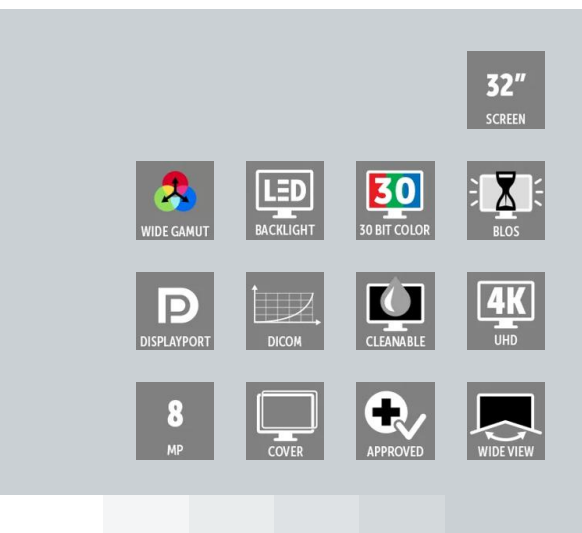 32"
SCREEN
WIDE GAMUT
LED
BACKLIGHT
30
30 BIT COLOR
BLOS
DISPLAYPORT
DICOM
CLEANABLE
4K
UHD
8
MP
COVER
APPROVED
WIDE VIEW